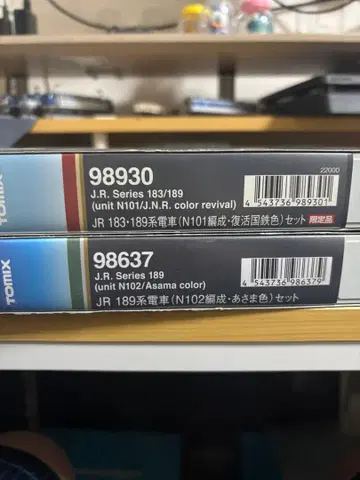 TOMIX
98930
J.R. Series 183/189
(unit N101/J.N.R. color revival)
22000
4 543736 989301
JR 183・189系電車(N101編成・復活国鉄色)セット 限定品
TOMIX
98637
J.R. Series 189
(unit N102/Asama color)
4 543736 986379
JR 189系電車(N102編成・あさま色)セット